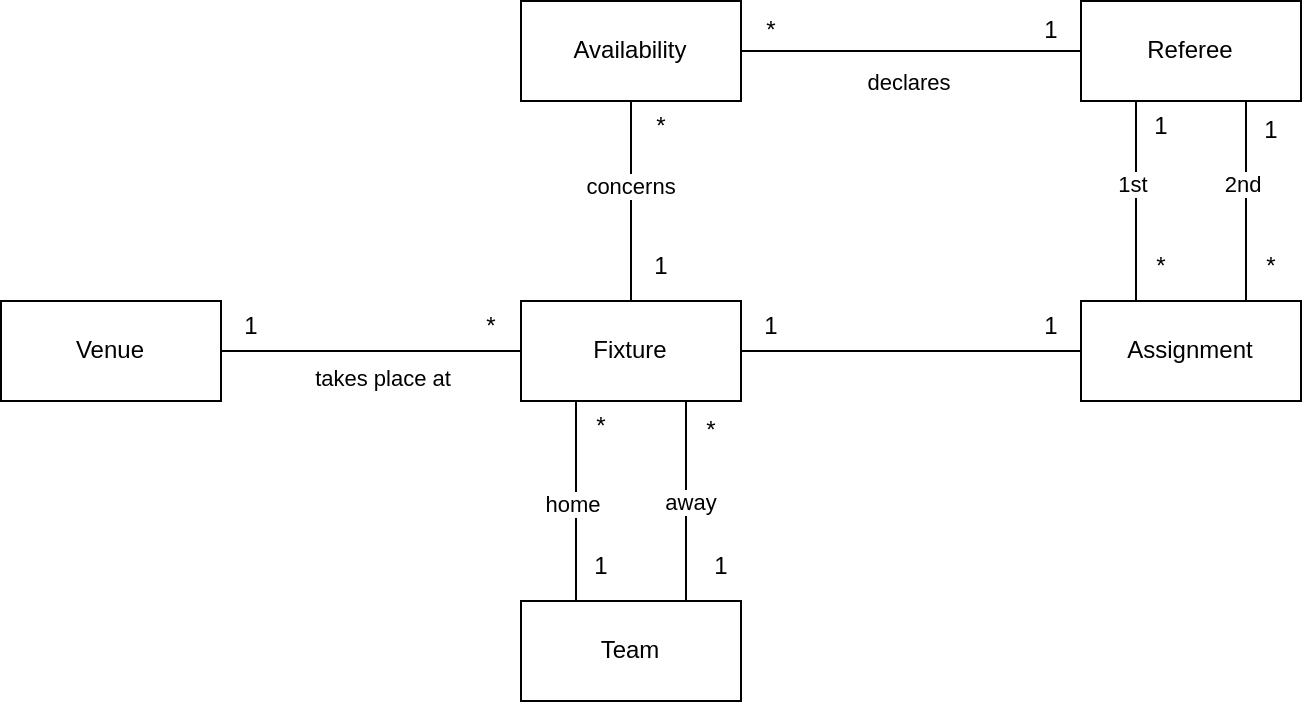 Availability
*
1
Referee
declares
*
1
1
concerns
1st
2nd
1
*
*
Venue
1
*
Fixture
1
1
Assignment
takes place at
*
*
home
away
1
1
Team